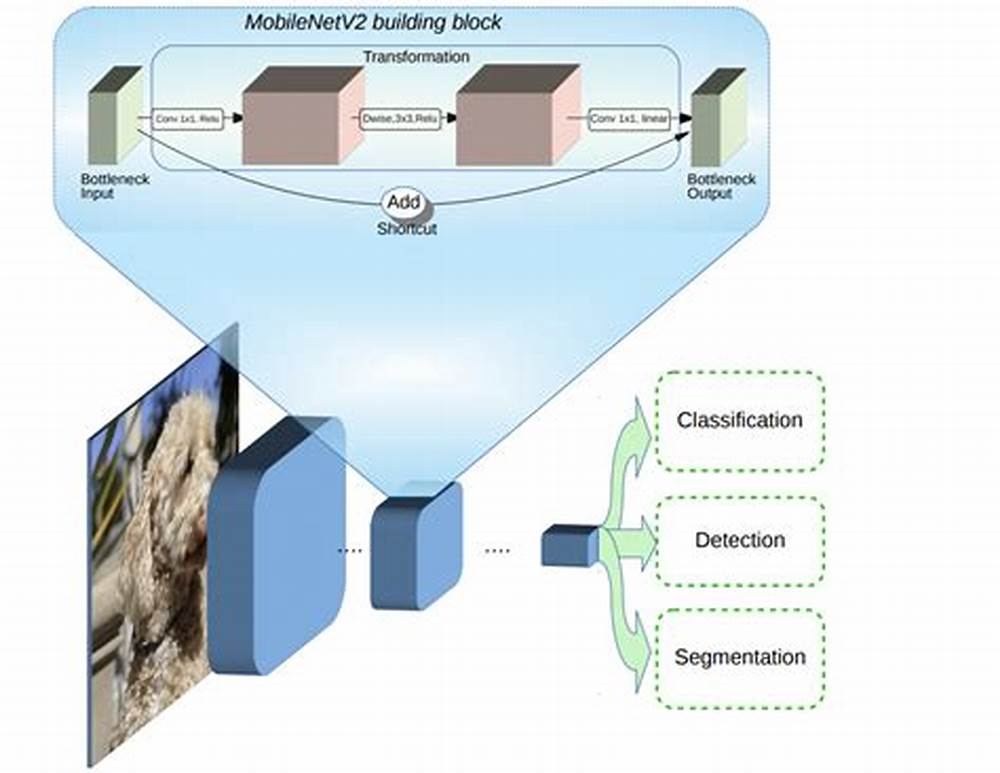 MobileNetV2 building block
Transformation
Conv 1x1, Relu
Dwise,3x3,Relu
Conv 1x1, linear
Bottleneck
Input
Bottleneck
Output
Add
Shortcut
Classification
....
....
Detection
Segmentation